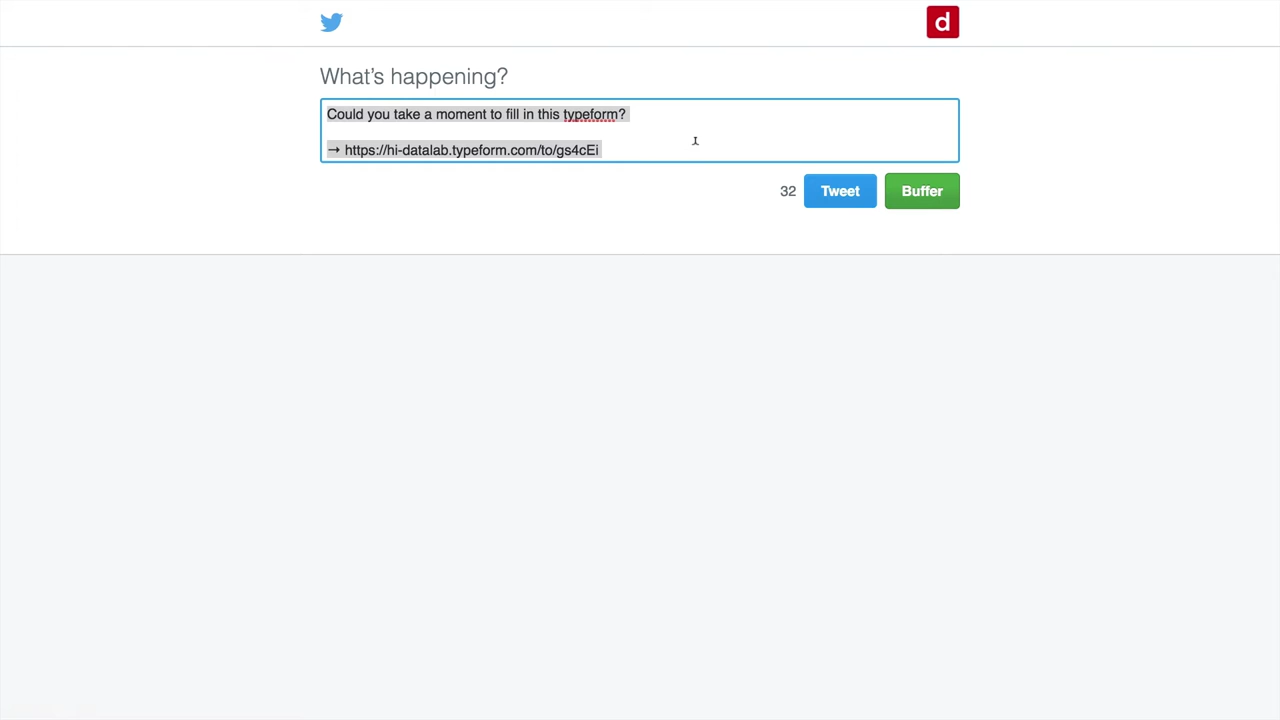 d
What's happening?
Could you take a moment to fill in this typeform?
→ https://hi-datalab.typeform.com/to/gs4cEi
32 Tweet Buffer